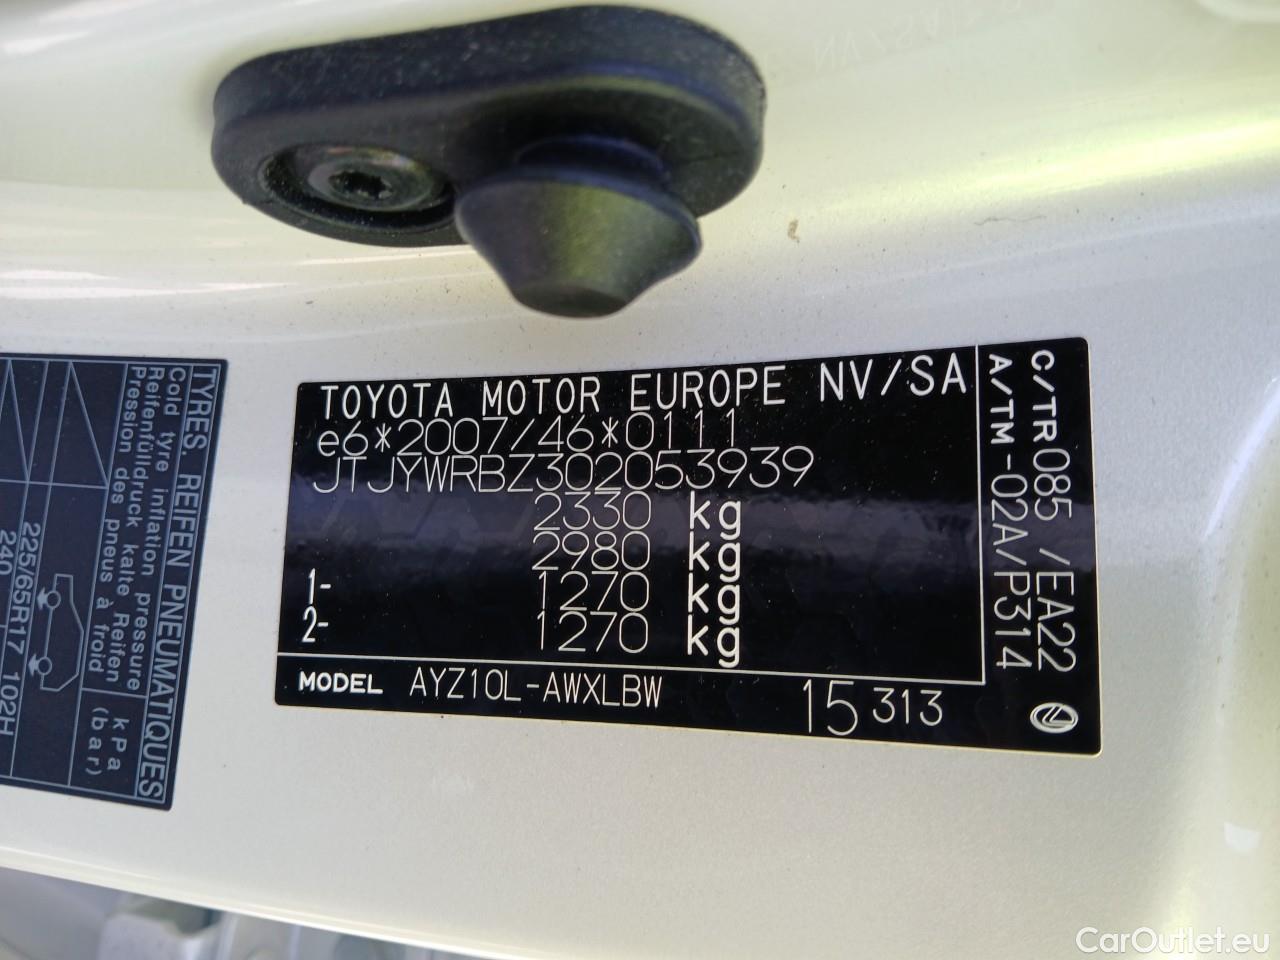 TOYOTA MOTOR EUROPE NV/SA
e6*2007/46*0111
JTJYWRBZ302053939
2330 kg
2980 kg
1- 1270 kg
2- 1270 kg
MODEL AYZ10L-AWXLBW 15 313
C/TR 085 /EA22
A/TM -02A/P314
TYRES. REIFEN PNEUMATIQUES
Cold tyre inflation pressure kPa
Reifenfülldruck kalte Reifen (bar)
Pression des pneus à froid
225/65R17 102H
240
CarOutlet.eu